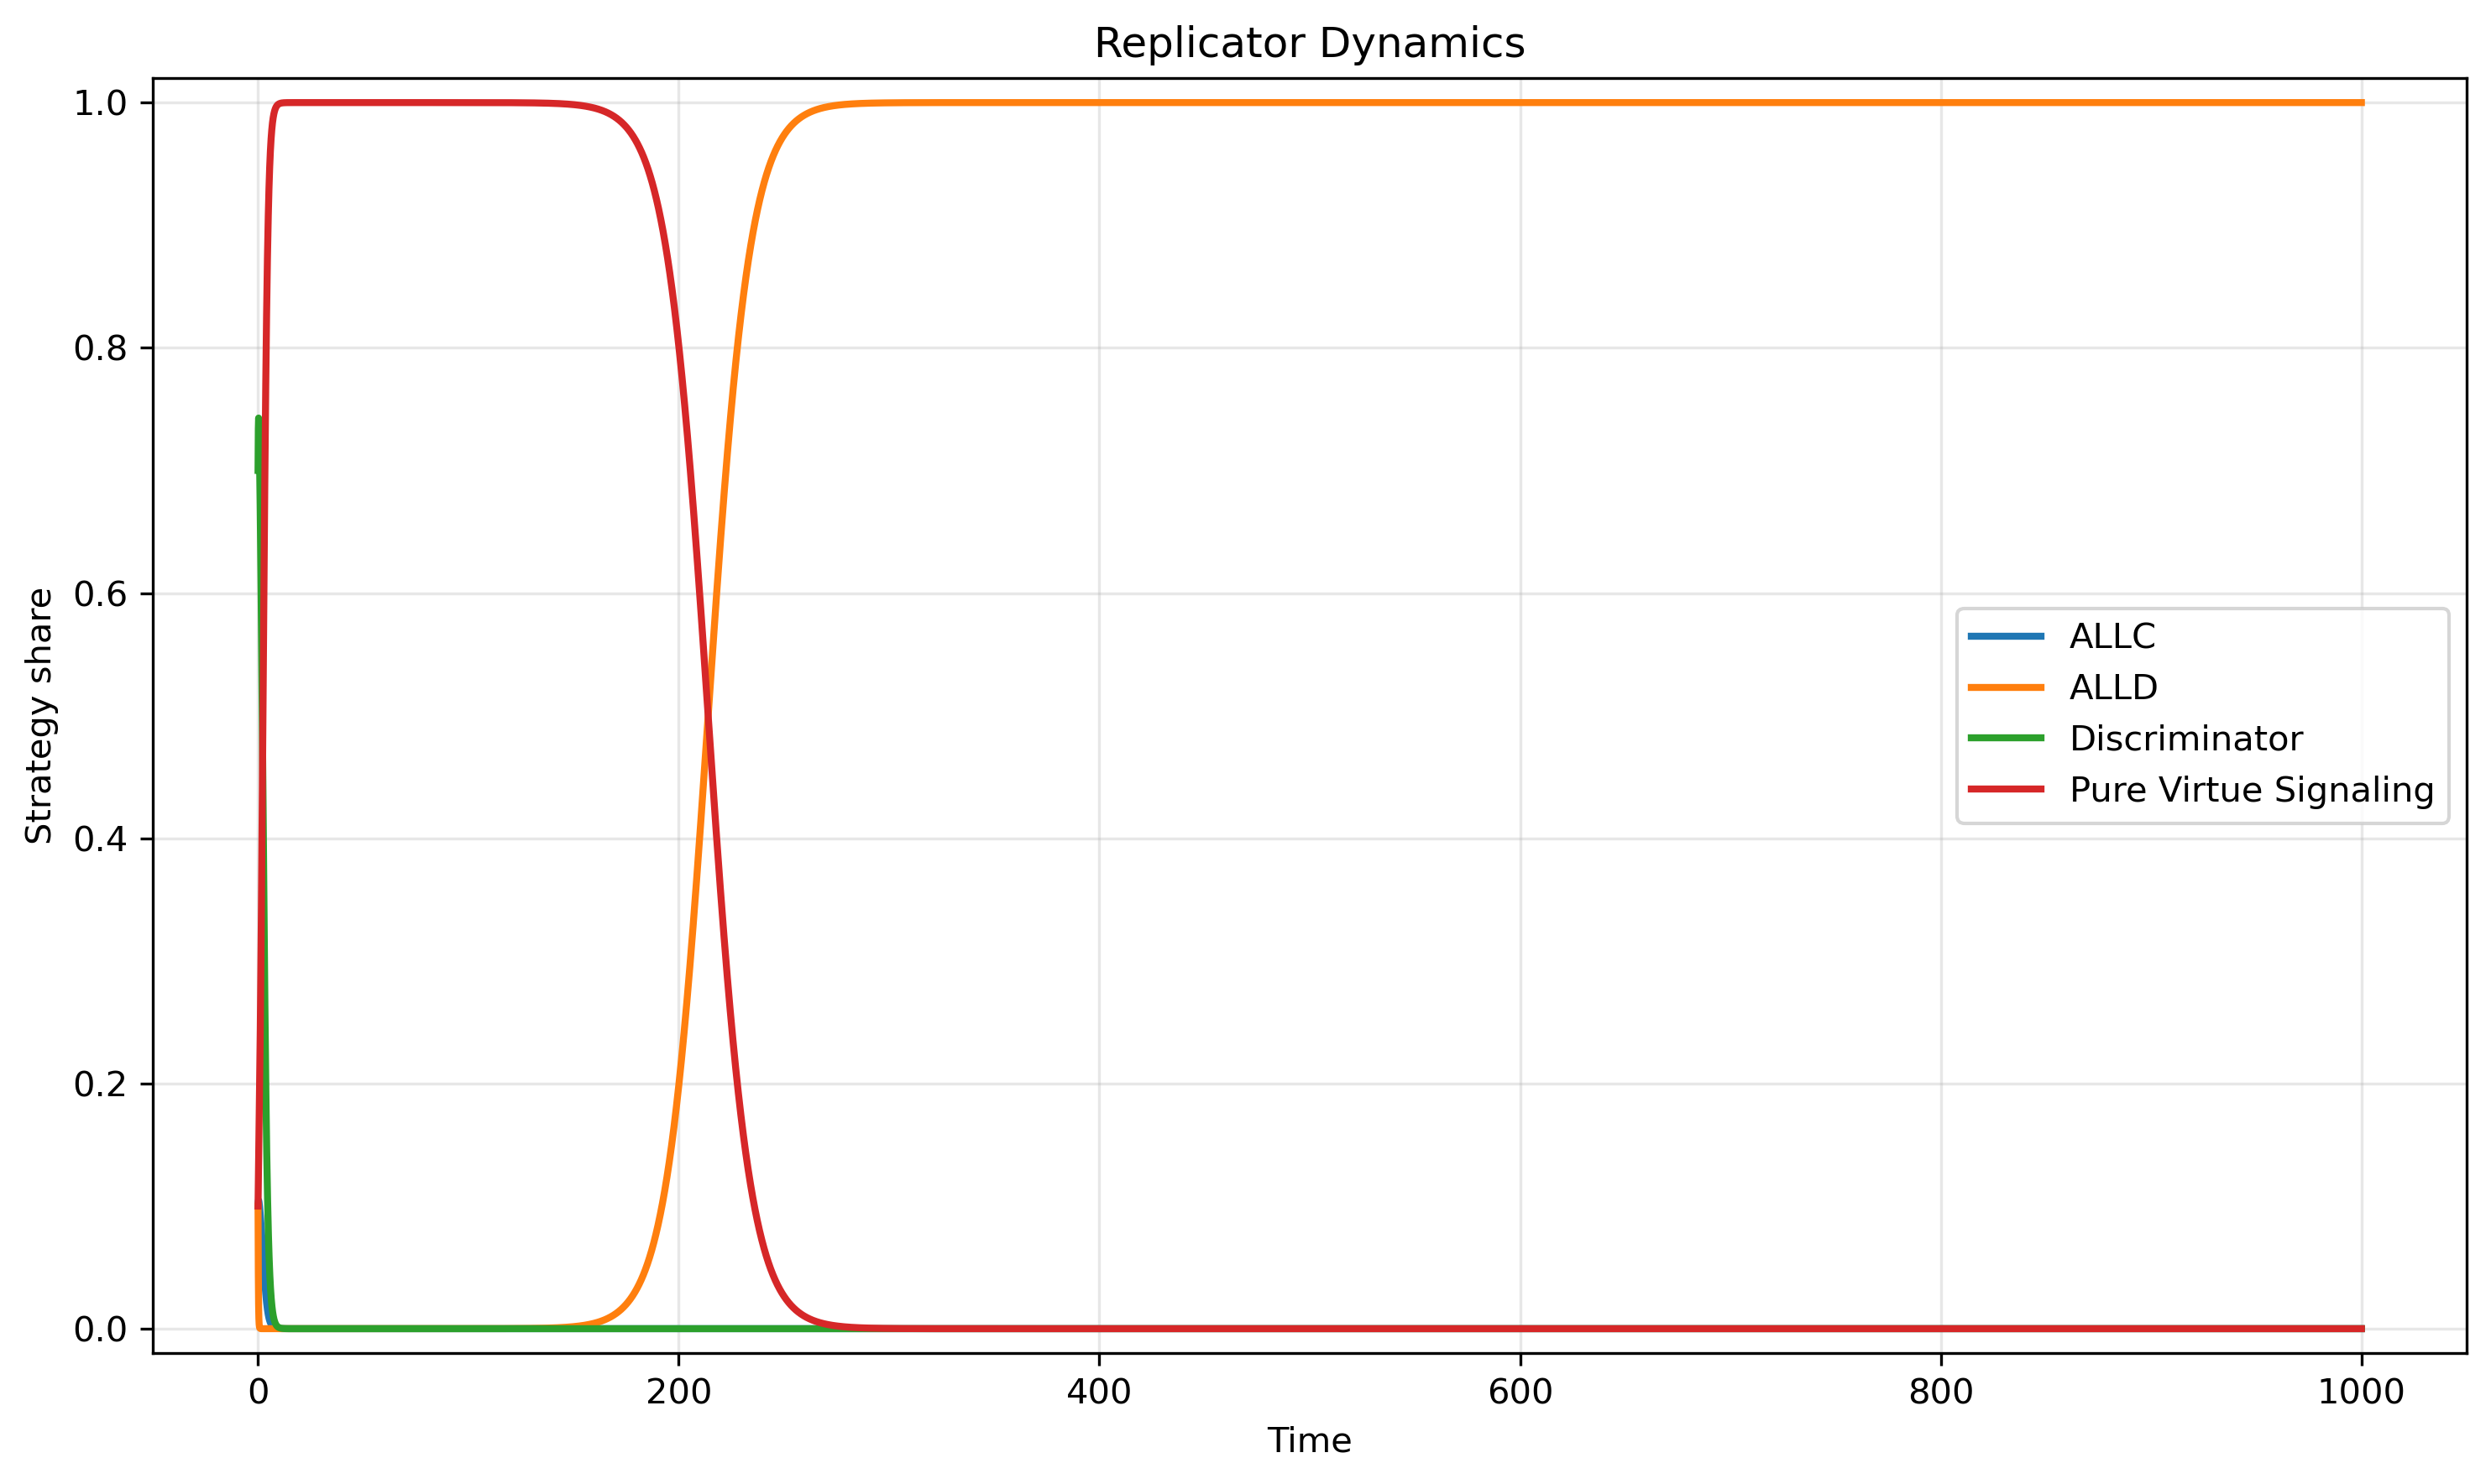 Replicator Dynamics
Strategy share
1.0
0.8
0.6
0.4
0.2
0.0
ALLC
ALLD
Discriminator
Pure Virtue Signaling
0
200
400
600
800
1000
Time